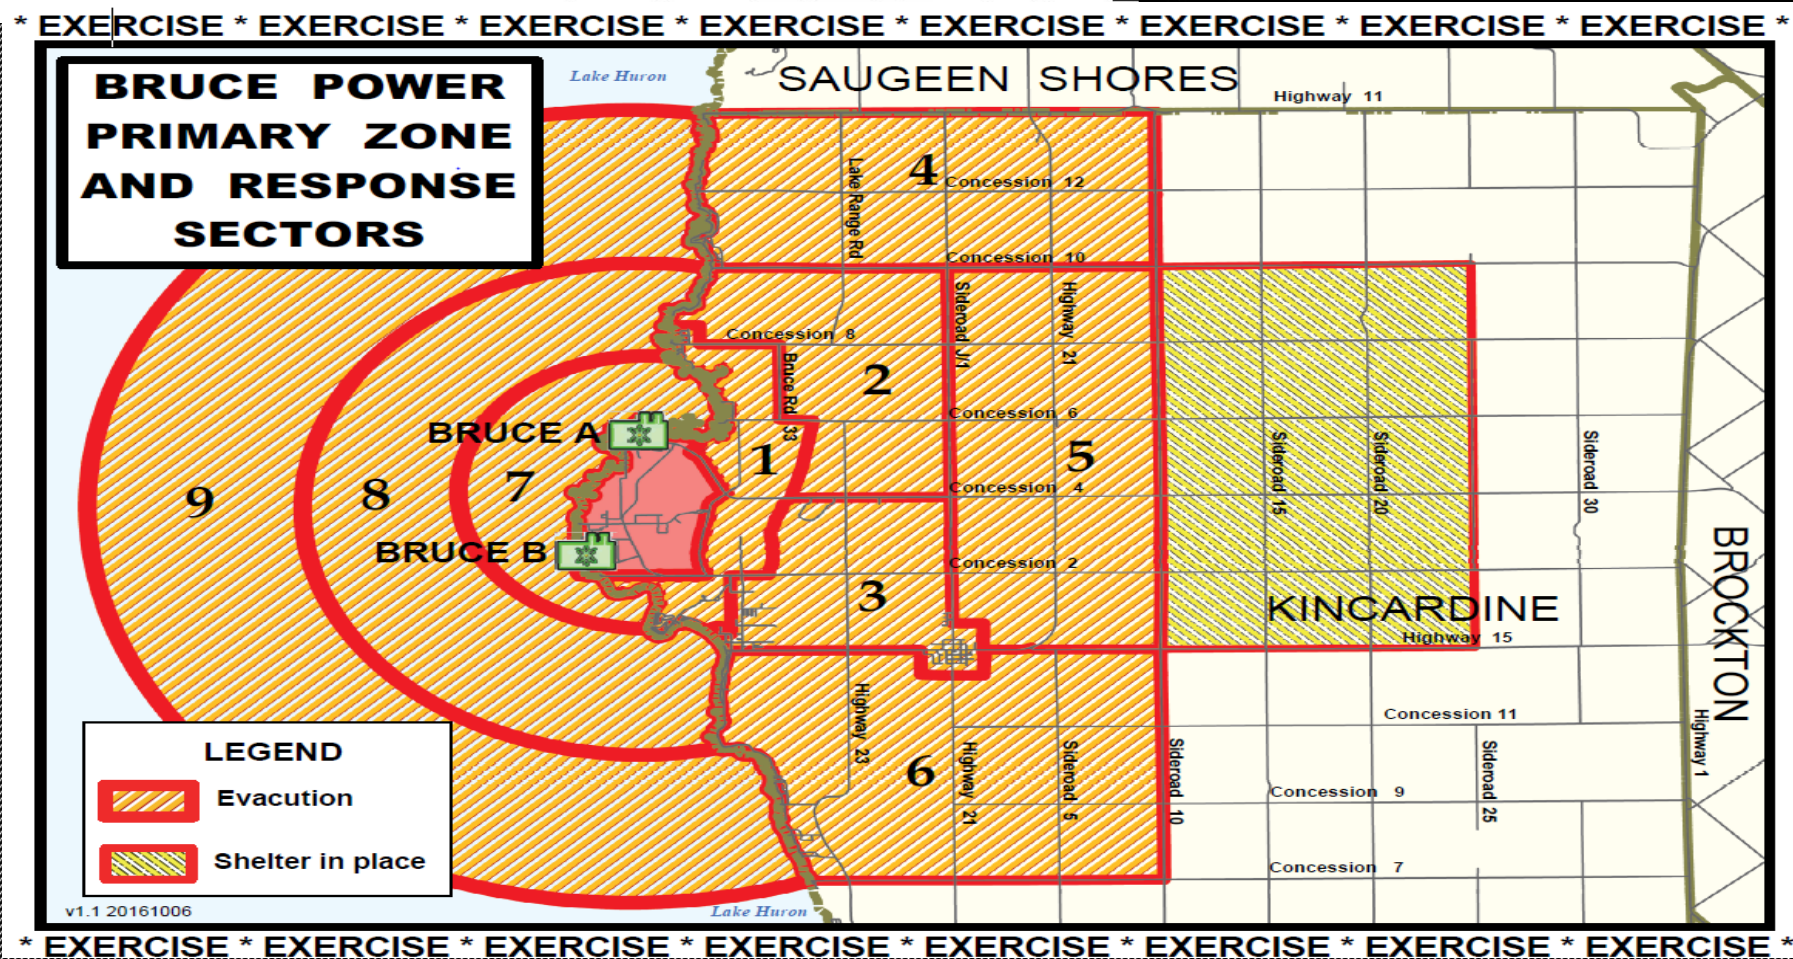 * EXERCISE * EXERCISE * EXERCISE * EXERCISE * EXERCISE * EXERCISE * EXERCISE * EXERCISE *
BRUCE POWER
PRIMARY ZONE
AND RESPONSE
SECTORS
Lake Huron
SAUGEEN SHORES
Highway 11
4
Concession 12
Lake Range Rd
Concession 10
Sideroad J/1
Highway 21
Concession 8
Bruce Rd 33
2
Concession 6
BRUCE A
1
5
Sideroad 15
Sideroad 20
Sideroad 30
9
8
7
Concession 4
BRUCE B
Concession 2
3
KINCARDINE
Highway 15
BROCKTON
Highway 23
Concession 11
Highway 1
LEGEND
Evacution
Shelter in place
6
Highway 21
Sideroad 5
Sideroad 10
Sideroad 25
Concession 9
Concession 7
v1.1 20161006
Lake Huron
* EXERCISE * EXERCISE * EXERCISE * EXERCISE * EXERCISE * EXERCISE * EXERCISE * EXERCISE *